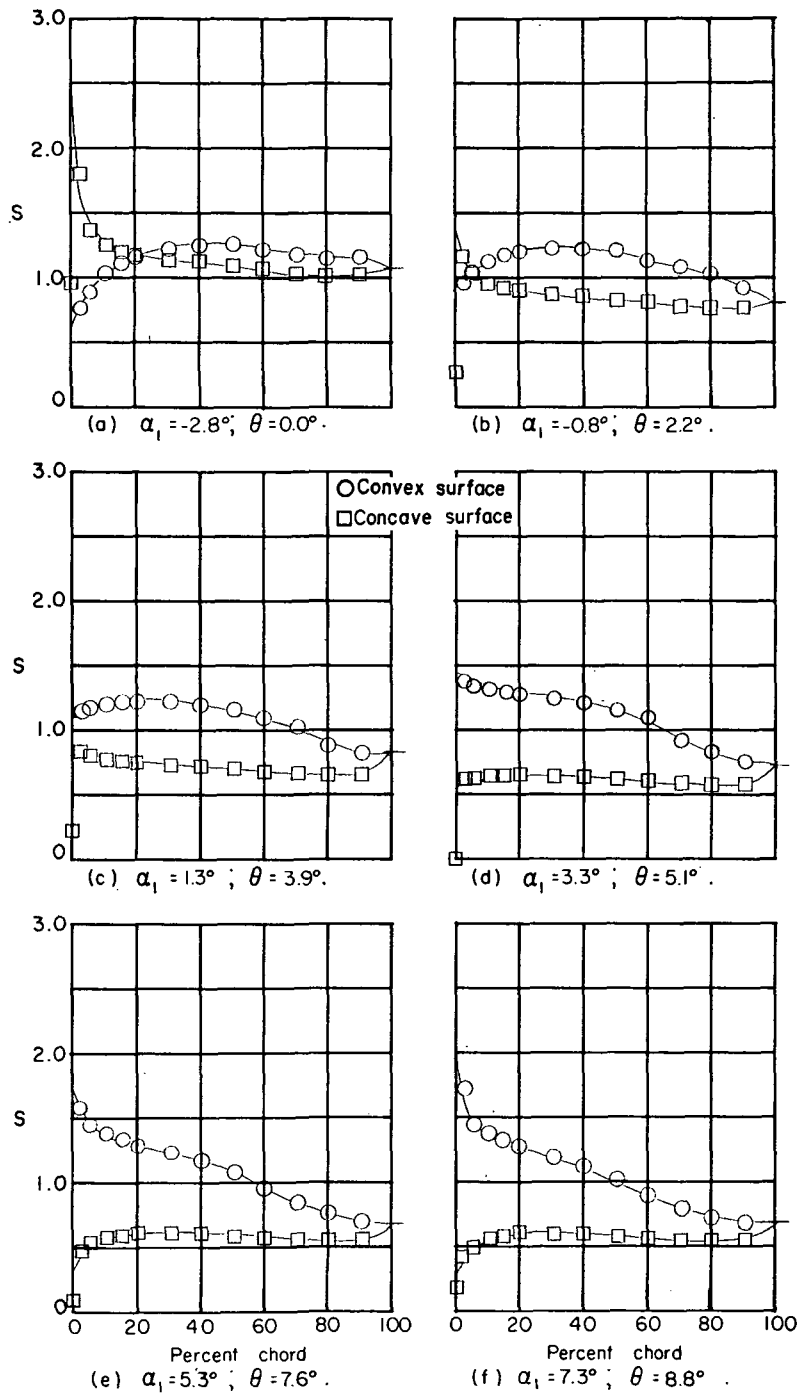 3.0
2.0
S
1.0
0
(a) α₁ = -2.8°; θ = 0.0°.
(b) α₁ = -0.8°; θ = 2.2°.
3.0
○ Convex surface
□ Concave surface
2.0
S
1.0
0
(c) α₁ = 1.3°; θ = 3.9°.
(d) α₁ = 3.3°; θ = 5.1°.
3.0
2.0
S
1.0
0
0 20 40 60 80 100
0 20 40 60 80 100
Percent chord
Percent chord
(e) α₁ = 5.3°; θ = 7.6°.
(f) α₁ = 7.3°; θ = 8.8°.